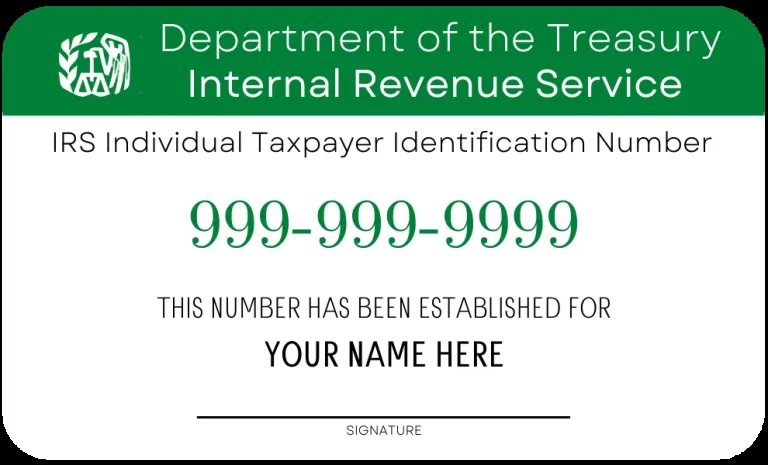 Department of the Treasury
Internal Revenue Service
IRS Individual Taxpayer Identification Number
999-999-9999
THIS NUMBER HAS BEEN ESTABLISHED FOR
YOUR NAME HERE
SIGNATURE